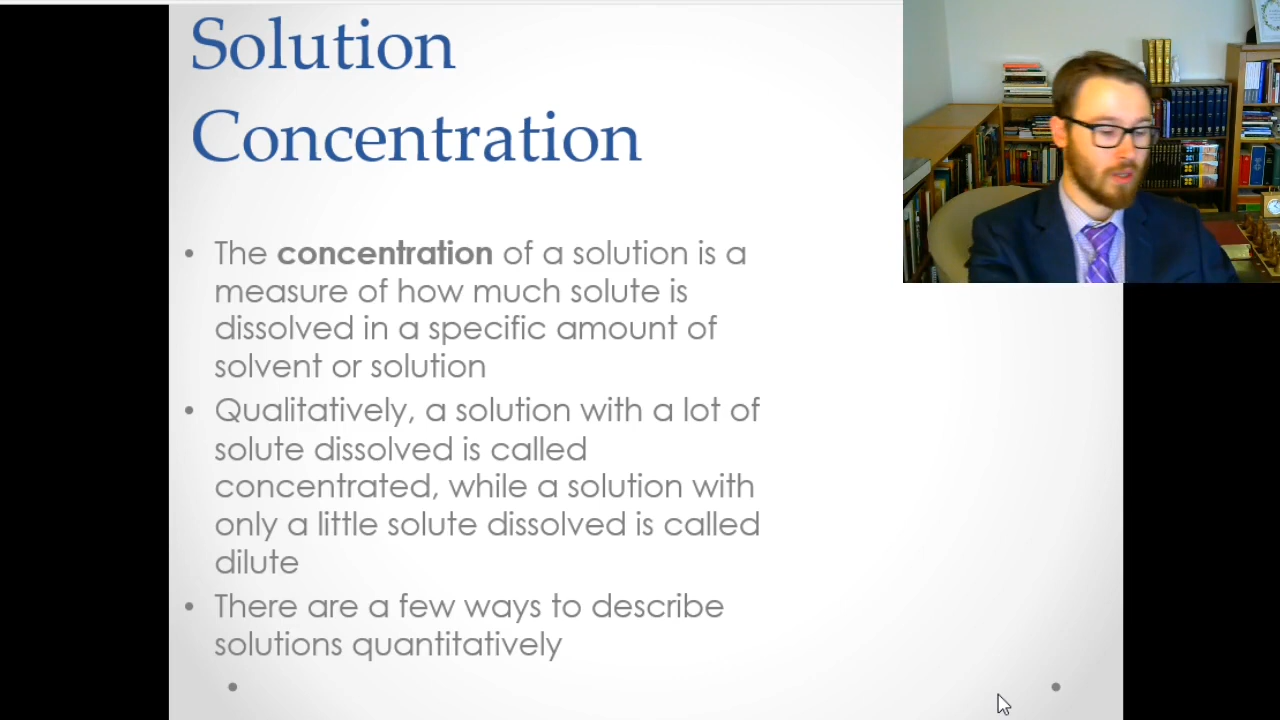 Solution
Concentration
• The concentration of a solution is a
measure of how much solute is
dissolved in a specific amount of
solvent or solution
• Qualitatively, a solution with a lot of
solute dissolved is called
concentrated, while a solution with
only a little solute dissolved is called
dilute
• There are a few ways to describe
solutions quantitatively